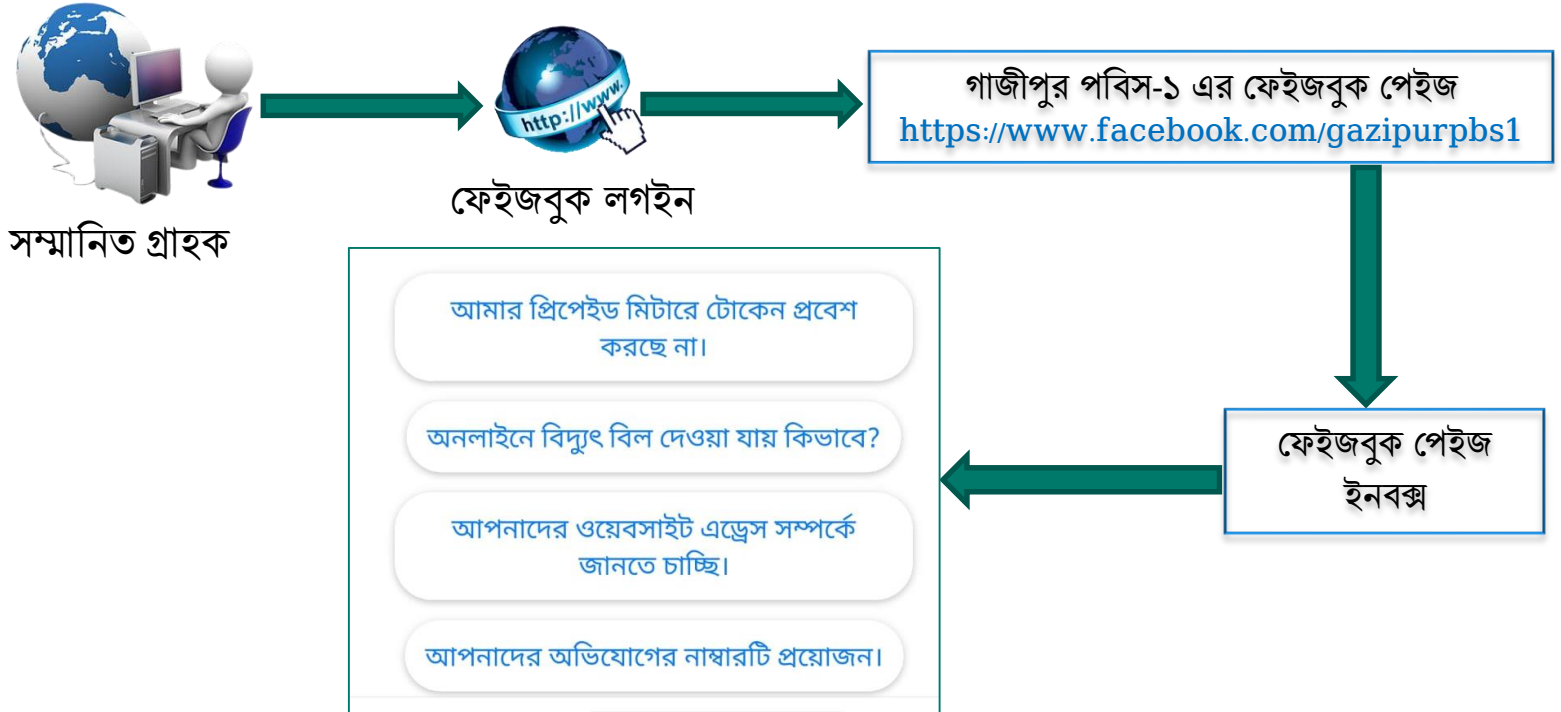 http://www.
গাজীপুর পবিস-১ এর ফেইজবুক পেইজ
https://www.facebook.com/gazipurpbs1
ফেইজবুক লগইন
সম্মানিত গ্রাহক
আমার প্রিপেইড মিটারে টোকেন প্রবেশ
করছে না।
অনলাইনে বিদ্যুৎ বিল দেওয়া যায় কিভাবে?
আপনাদের ওয়েবসাইট এড্রেস সম্পর্কে
জানতে চাচ্ছি।
আপনাদের অভিযোগের নাম্বারটি প্রয়োজন।
ফেইজবুক পেইজ
ইনবক্স